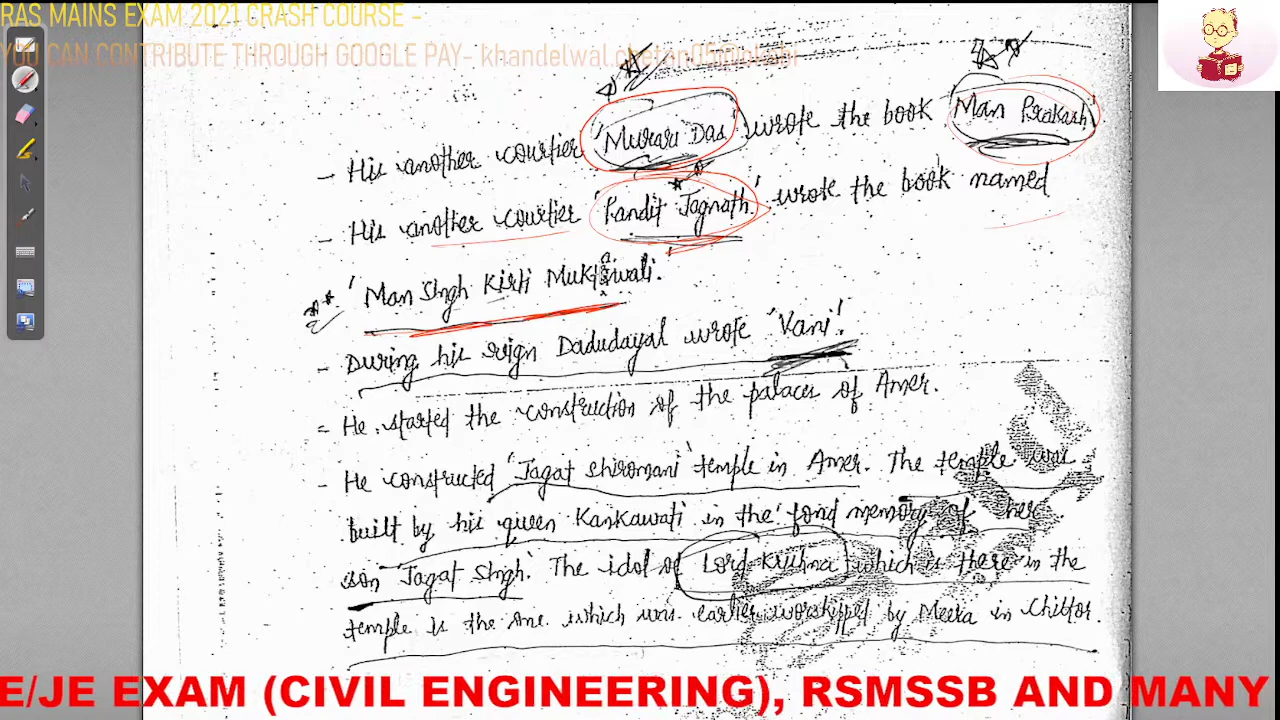 RAS MAINS EXAM 2021 CRASH COURSE -
YOU CAN CONTRIBUTE THROUGH GOOGLE PAY-
- His another courtier 'Murari Das' wrote the book 'Man Prakash'
- His another courtier 'Pandit Jagnath' wrote the book named
'Man Singh Kirti Muktawali.
- During his reign Dadudayal wrote 'Vani'.
= He started the construction of the palaces of Amer.
- He constructed 'Jagat Shiromani' temple in Amer. The temple was
built by his queen Kankawati in the fond memory of her
son Jagat Singh. The idol of Lord Krishna which is there in the
temple is the one which was earlier worshipped by Meera in Chittor.
E/JE EXAM (CIVIL ENGINEERING), RSMSSB AND MANY